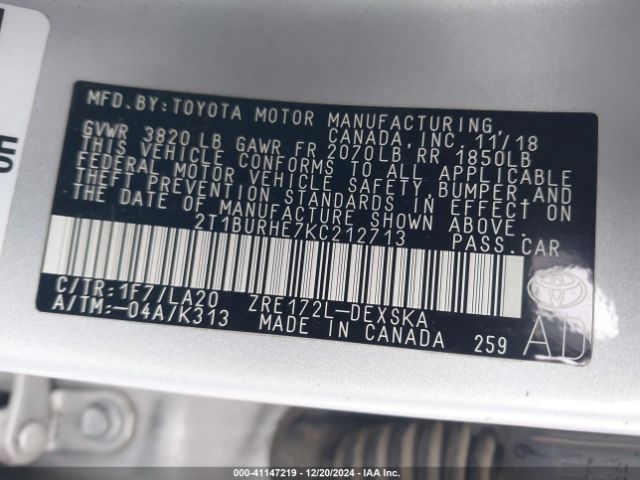 MFD. BY: TOYOTA MOTOR MANUFACTURING,
CANADA, INC. 11/18
GVWR 3820 LB GAWR FR 2070LB RR 1850LB
THIS VEHICLE CONFORMS TO ALL APPLICABLE
FEDERAL MOTOR VEHICLE SAFETY, BUMPER, AND
THEFT PREVENTION STANDARDS IN EFFECT ON
THE DATE OF MANUFACTURE SHOWN ABOVE.
2T1BURHE7KC212713 PASS. CAR
C/TR: 1F7/LA20 ZRE172L-DEXSKA
A/TM: -04A/K313 MADE IN CANADA 259
AD
000-41147219 - 12/20/2024 - IAA Inc.